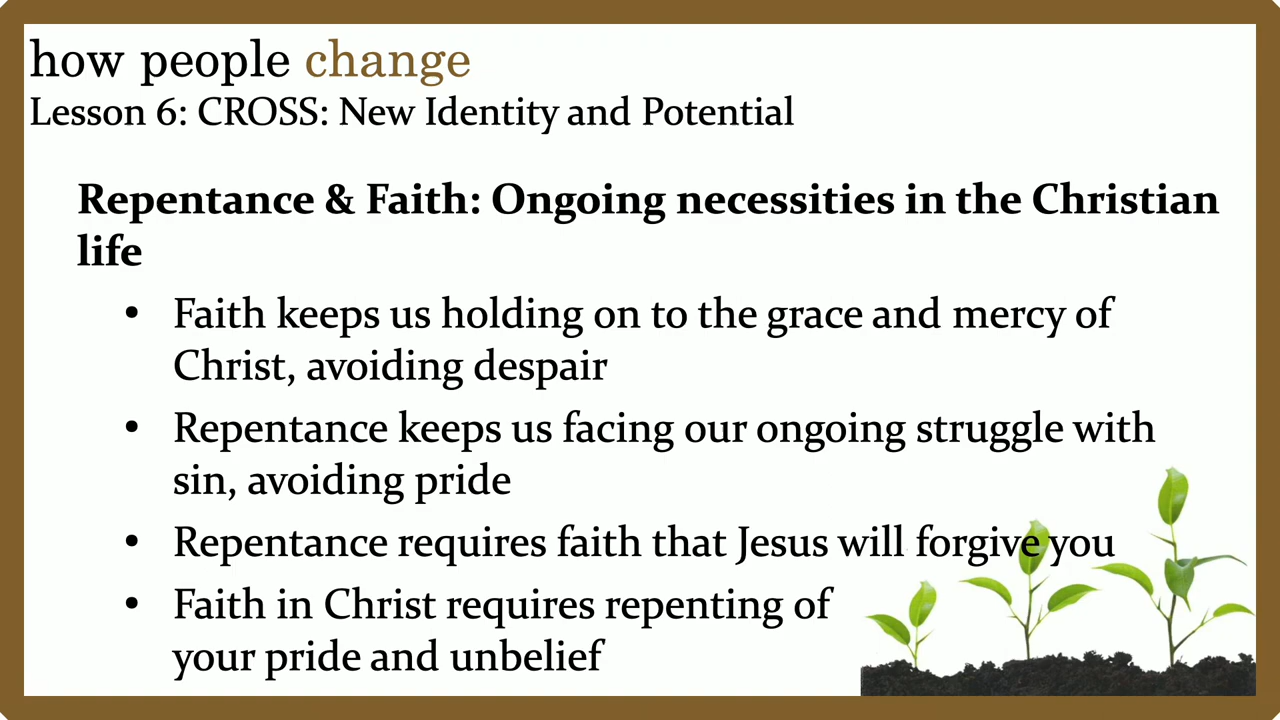 how people change
Lesson 6: CROSS: New Identity and Potential
Repentance & Faith: Ongoing necessities in the Christian
life
• Faith keeps us holding on to the grace and mercy of
Christ, avoiding despair
• Repentance keeps us facing our ongoing struggle with
sin, avoiding pride
• Repentance requires faith that Jesus will forgive you
• Faith in Christ requires repenting of
your pride and unbelief